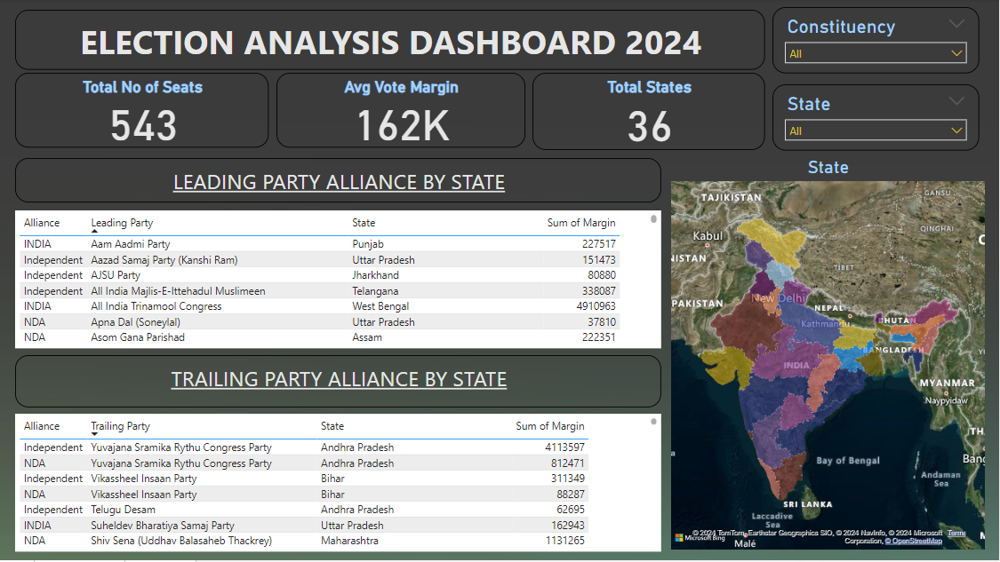 ELECTION ANALYSIS DASHBOARD 2024
Constituency
All
State
All
Total No of Seats
543
Avg Vote Margin
162K
Total States
36
LEADING PARTY ALLIANCE BY STATE
Alliance Leading Party State Sum of Margin
INDIA Aam Aadmi Party Punjab 227517
Independent Aazad Samaj Party (Kanshi Ram) Uttar Pradesh 151473
Independent AJSU Party Jharkhand 80880
Independent All India Majlis-E-Ittehadul Muslimeen Telangana 338087
INDIA All India Trinamool Congress West Bengal 4910963
NDA Apna Dal (Soneylal) Uttar Pradesh 37810
NDA Asom Gana Parishad Assam 222351
TRAILING PARTY ALLIANCE BY STATE
Alliance Trailing Party State Sum of Margin
Independent Yuvajana Sramika Rythu Congress Party Andhra Pradesh 4113597
NDA Yuvajana Sramika Rythu Congress Party Andhra Pradesh 812471
Independent Vikassheel Insaan Party Bihar 311349
NDA Vikassheel Insaan Party Bihar 88287
Independent Telugu Desam Andhra Pradesh 62695
INDIA Suheldev Bharatiya Samaj Party Uttar Pradesh 162943
NDA Shiv Sena (Uddhav Balasaheb Thackrey) Maharashtra 1131265
State
TAJIKISTAN
GANSU
QINGHAI
Kabul
NISTAN
TIBET
PAKISTAN
New Delhi
NEPAL
Kathmandu
BHUTAN
BANGLADESH
INDIA
MYANMAR
Naypyidaw
TH
Bang
Bay of Bengal
Andaman
Sea
SRI LANKA
Laccadive
Sea
Malé
Microsoft Bing
© 2024 TomTom, Earthstar Geographics SIO, © 2024 NavInfo, © 2024 Microsoft Corporation, © OpenStreetMap Terms